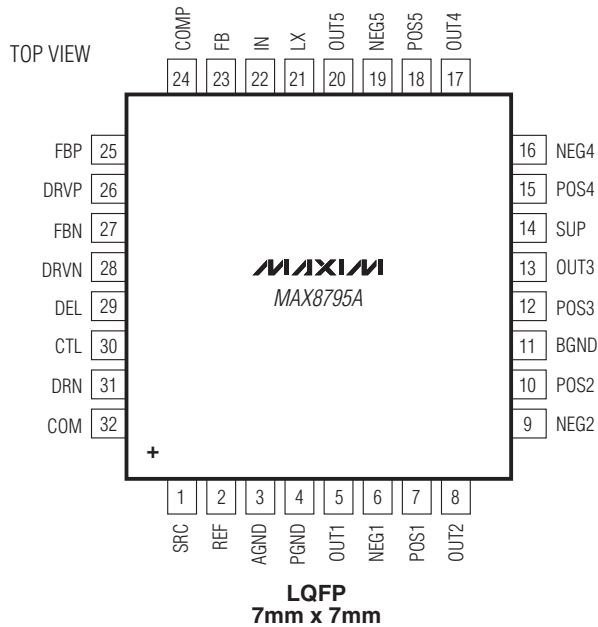 TOP VIEW
COMP FB IN LX OUT5 NEG5 POS5 OUT4
24 23 22 21 20 19 18 17
FBP 25
DRVP 26
FBN 27
DRVN 28
DEL 29
CTL 30
DRN 31
COM 32
MAXIM
MAX8795A
16 NEG4
15 POS4
14 SUP
13 OUT3
12 POS3
11 BGND
10 POS2
9 NEG2
+
1 2 3 4 5 6 7 8
SRC REF AGND PGND OUT1 NEG1 POS1 OUT2
LQFP
7mm x 7mm